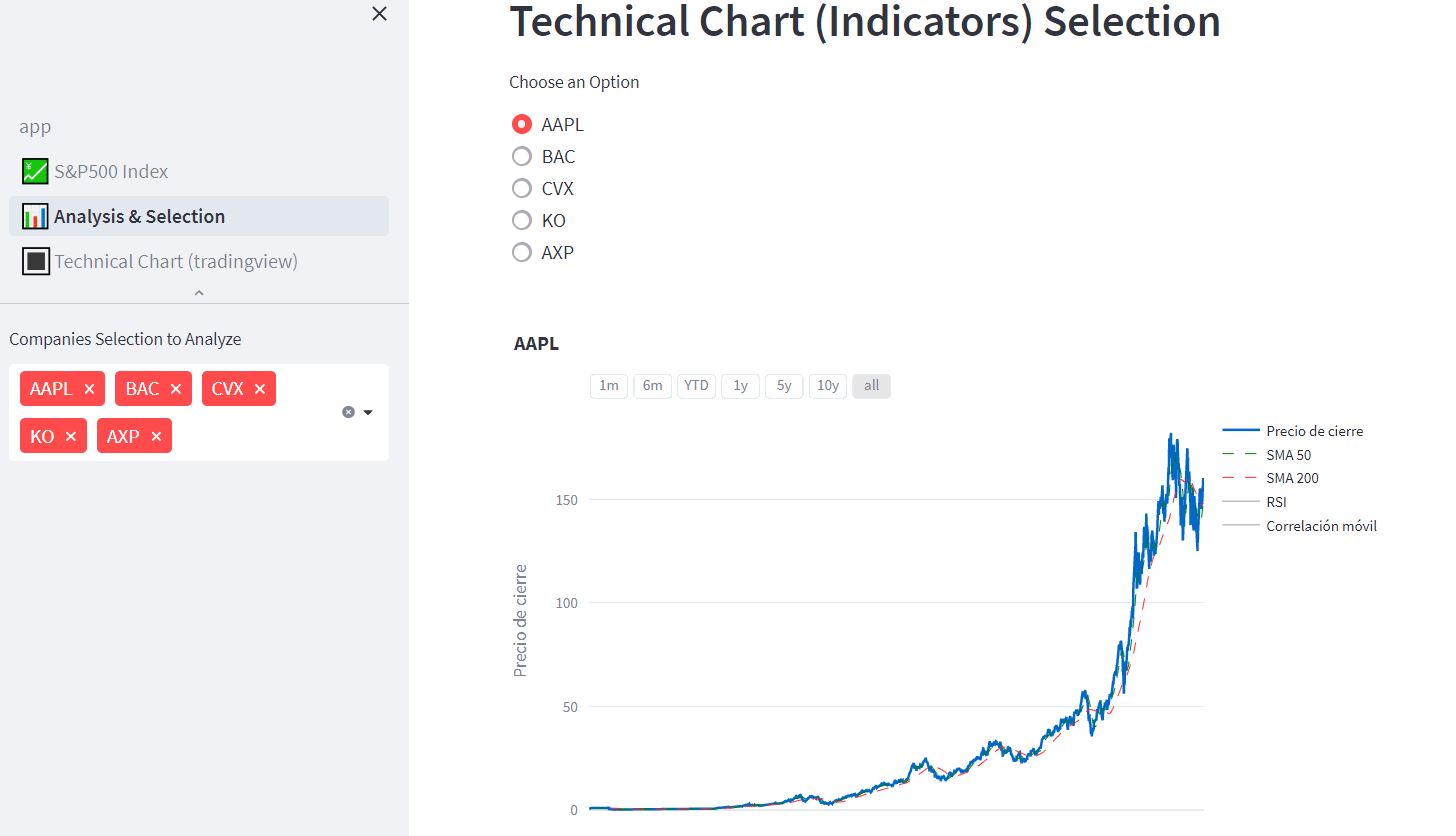 app
S&P500 Index
Analysis & Selection
Technical Chart (tradingview)
Companies Selection to Analyze
AAPL × BAC × CVX ×
KO × AXP ×
Technical Chart (Indicators) Selection
Choose an Option
AAPL
BAC
CVX
KO
AXP
AAPL
1m 6m YTD 1y 5y 10y all
Precio de cierre
SMA 50
SMA 200
RSI
Correlación móvil
Precio de cierre
150
100
50
0